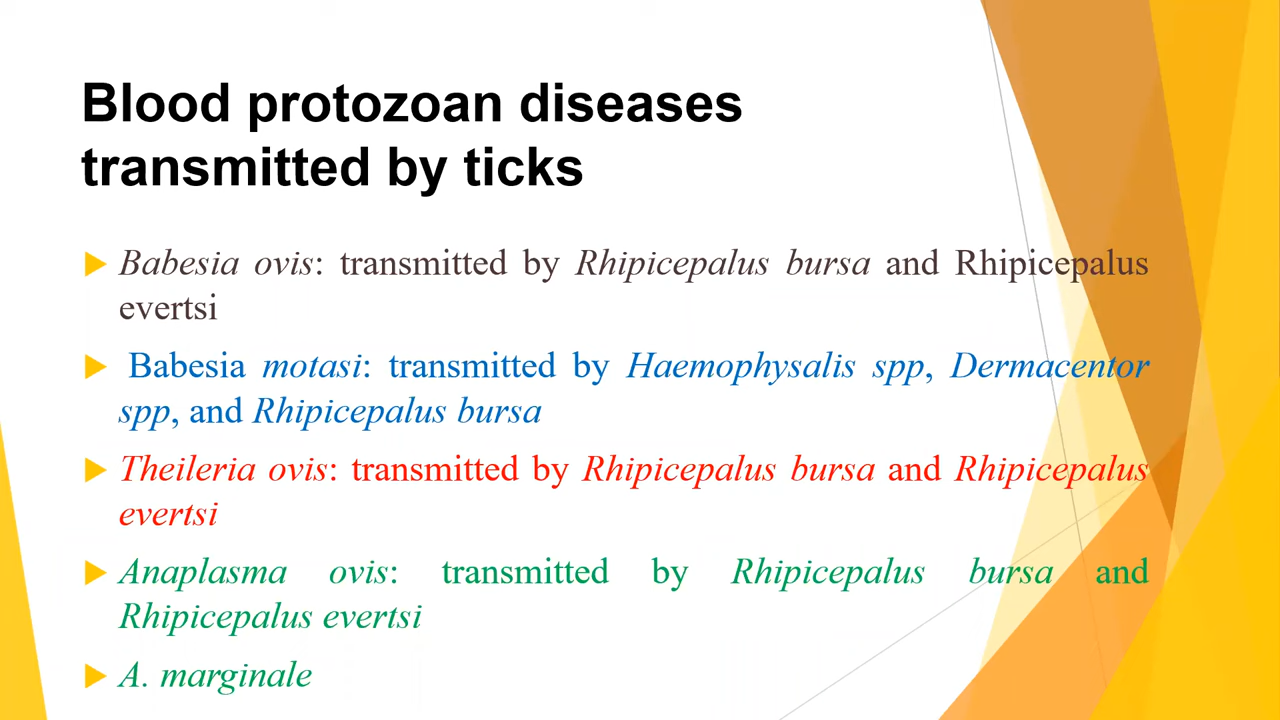 Blood protozoan diseases
transmitted by ticks
Babesia ovis: transmitted by Rhipicepalus bursa and Rhipicepalus
evertsi
Babesia motasi: transmitted by Haemophysalis spp, Dermacentor
spp, and Rhipicepalus bursa
Theileria ovis: transmitted by Rhipicepalus bursa and Rhipicepalus
evertsi
Anaplasma ovis: transmitted by Rhipicepalus bursa and
Rhipicepalus evertsi
A. marginale